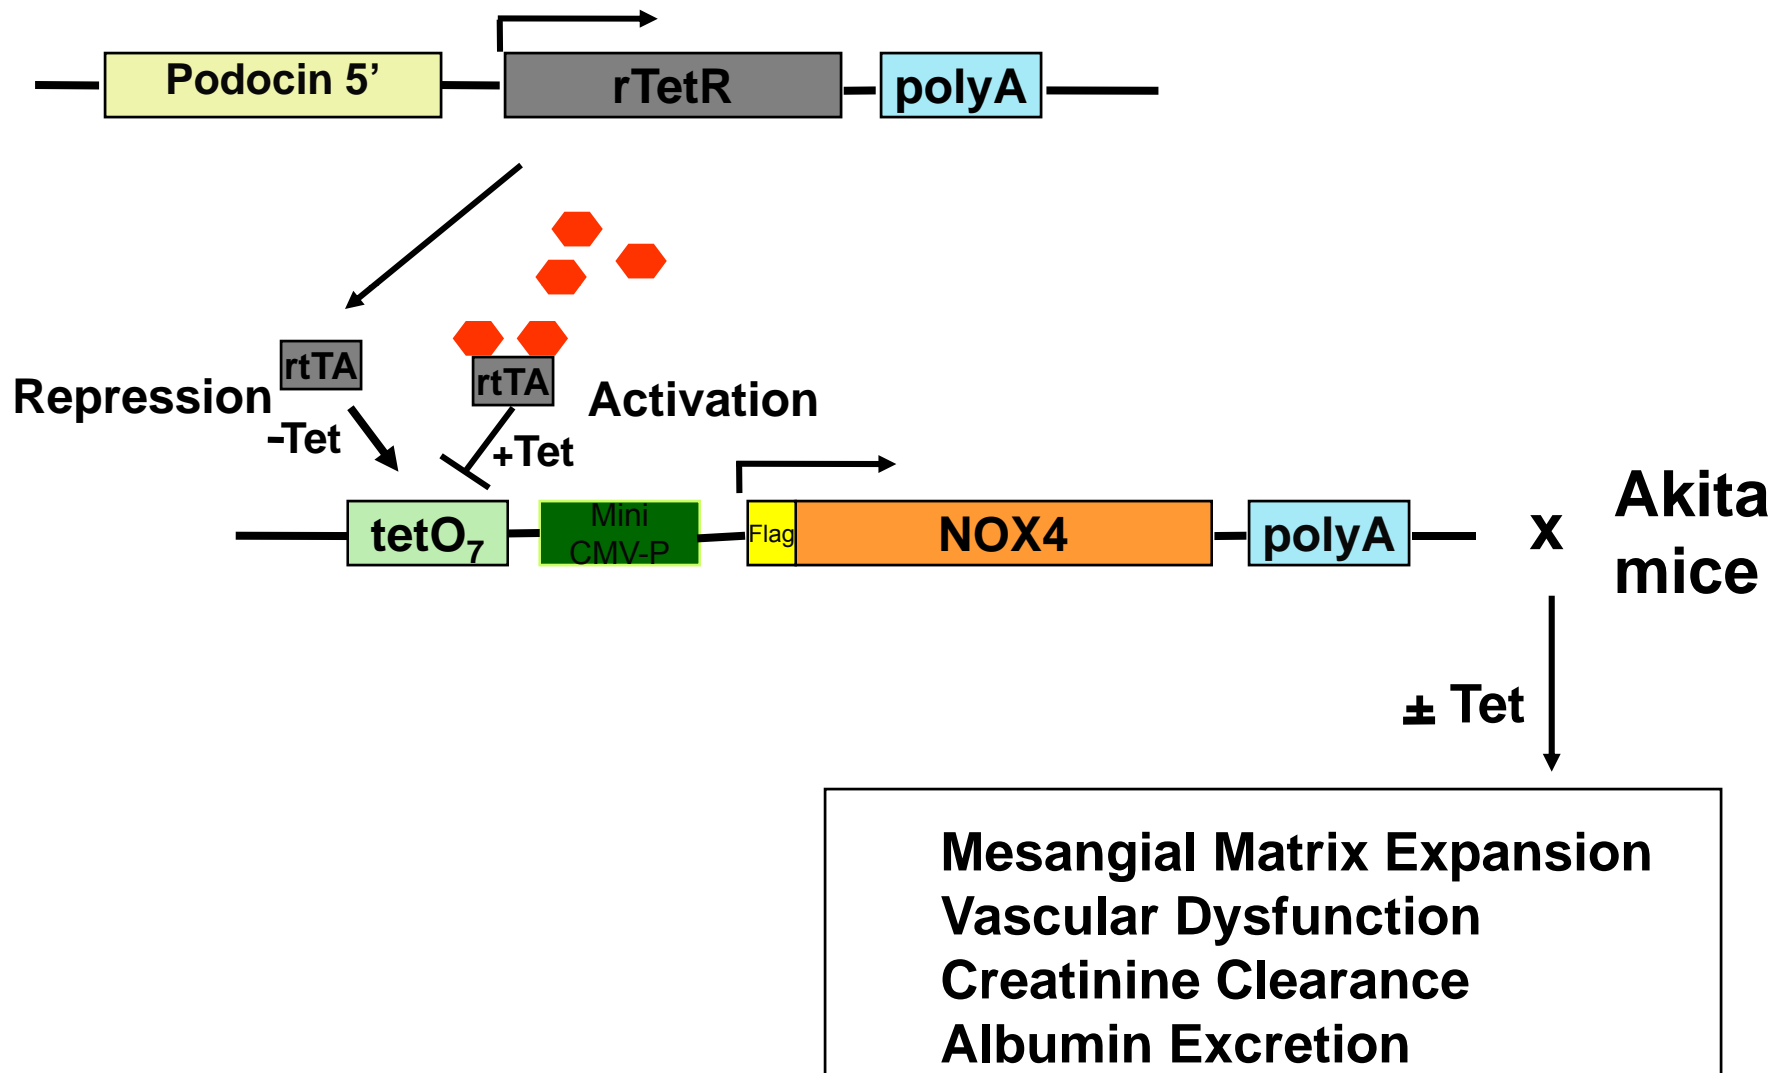 Podocin 5’
rTetR
polyA
rtTA
rtTA
Repression
Activation
-Tet
+Tet
tetO7
Mini
CMV-P
Flag
NOX4
polyA
x
Akita
mice
± Tet
Mesangial Matrix Expansion
Vascular Dysfunction
Creatinine Clearance
Albumin Excretion